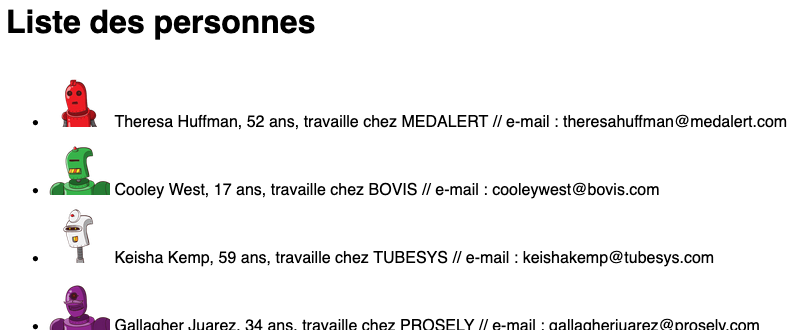 Liste des personnes
Theresa Huffman, 52 ans, travaille chez MEDALERT // e-mail : theresahuffman@medalert.com
Cooley West, 17 ans, travaille chez BOVIS // e-mail : cooleywest@bovis.com
Keisha Kemp, 59 ans, travaille chez TUBESYS // e-mail : keishakemp@tubesys.com
Gallagher Juarez, 34 ans, travaille chez PROSELY // e-mail : gallagherjuarez@prosely.com